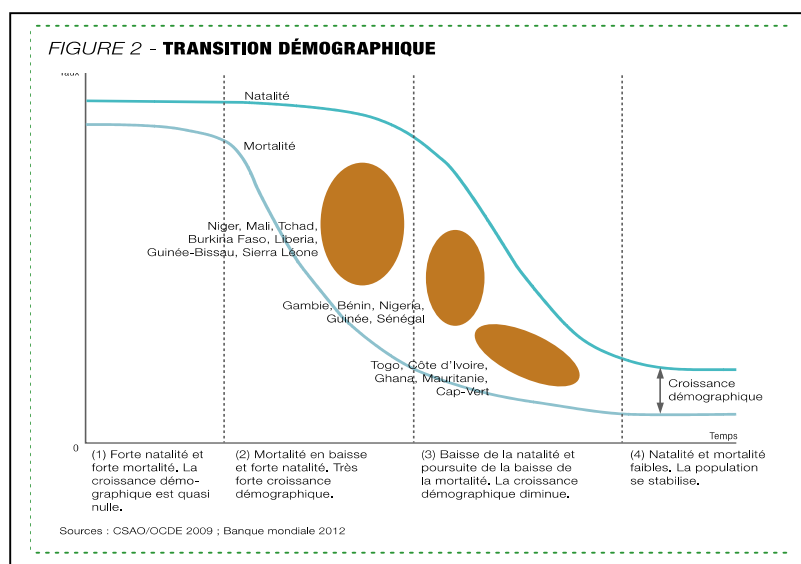 FIGURE 2 - TRANSITION DÉMOGRAPHIQUE
Natalité
Mortalité
Niger, Mali, Tchad,
Burkina Faso, Liberia,
Guinée-Bissau, Sierra Léone
Gambie, Bénin, Nigeria,
Guinée, Sénégal
Togo, Côte d'Ivoire,
Ghana, Mauritanie,
Cap-Vert
Croissance
démographique
0
Temps
(1) Forte natalité et
forte mortalité. La
croissance démo-
graphique est quasi
nulle.
(2) Mortalité en baisse
et forte natalité. Très
forte croissance
démographique.
(3) Baisse de la natalité et
poursuite de la baisse de
la mortalité. La croissance
démographique diminue.
(4) Natalité et mortalité
faibles. La population
se stabilise.
Sources : CSAO/OCDE 2009 ; Banque mondiale 2012